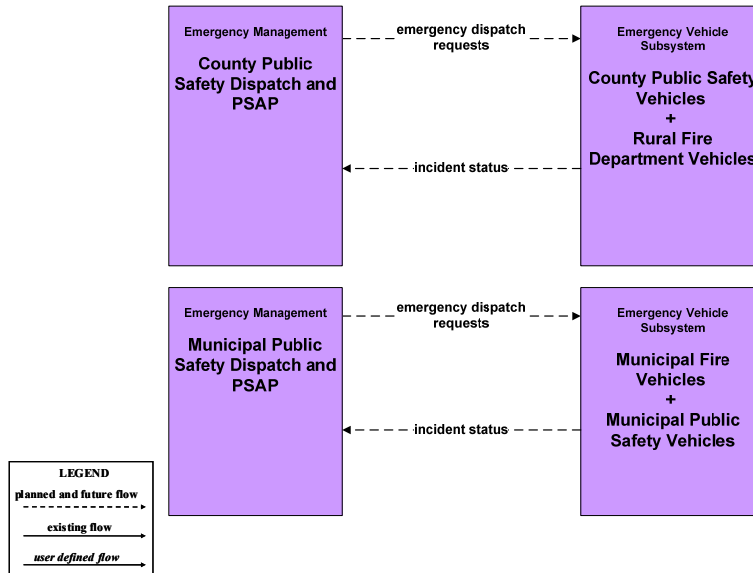 Emergency Management
County Public
Safety Dispatch and
PSAP
emergency dispatch
requests
incident status
Emergency Vehicle
Subsystem
County Public Safety
Vehicles
+
Rural Fire
Department Vehicles
Emergency Management
Municipal Public
Safety Dispatch and
PSAP
emergency dispatch
requests
incident status
Emergency Vehicle
Subsystem
Municipal Fire
Vehicles
+
Municipal Public
Safety Vehicles
LEGEND
planned and future flow
existing flow
user defined flow